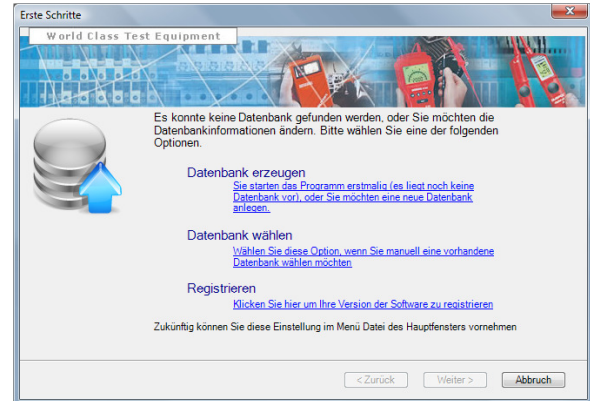 Erste Schritte
World Class Test Equipment
Es konnte keine Datenbank gefunden werden, oder Sie möchten die
Datenbankinformationen ändern. Bitte wählen Sie eine der folgenden
Optionen.
Datenbank erzeugen
Sie starten das Programm erstmalig (es liegt noch keine
Datenbank vor), oder Sie möchten eine neue Datenbank
anlegen.
Datenbank wählen
Wählen Sie diese Option, wenn Sie manuell eine vorhandene
Datenbank wählen möchten
Registrieren
Klicken Sie hier um Ihre Version der Software zu registrieren
Zukünftig können Sie diese Einstellung im Menü Datei des Hauptfensters vornehmen
< Zurück Weiter > Abbruch